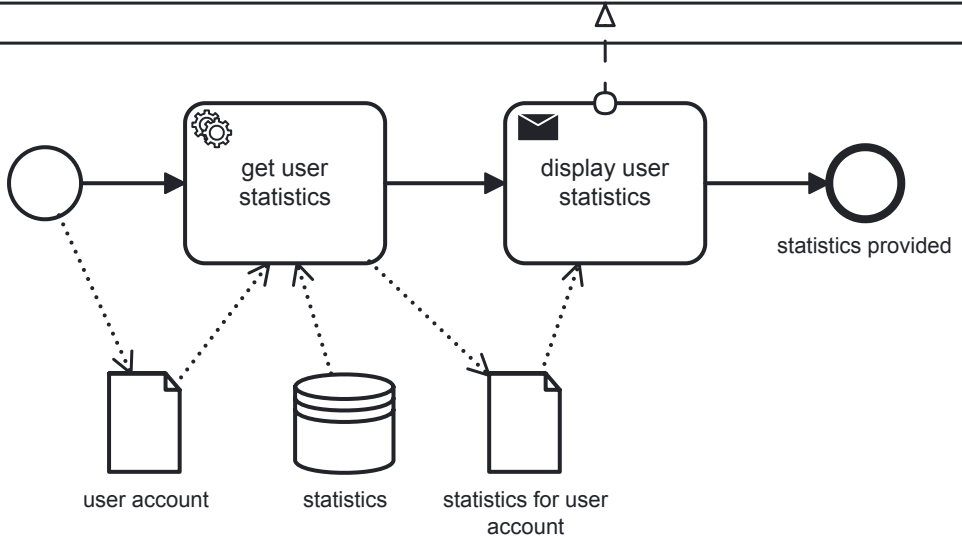 get user
statistics
display user
statistics
statistics provided
user account
statistics
statistics for user
account